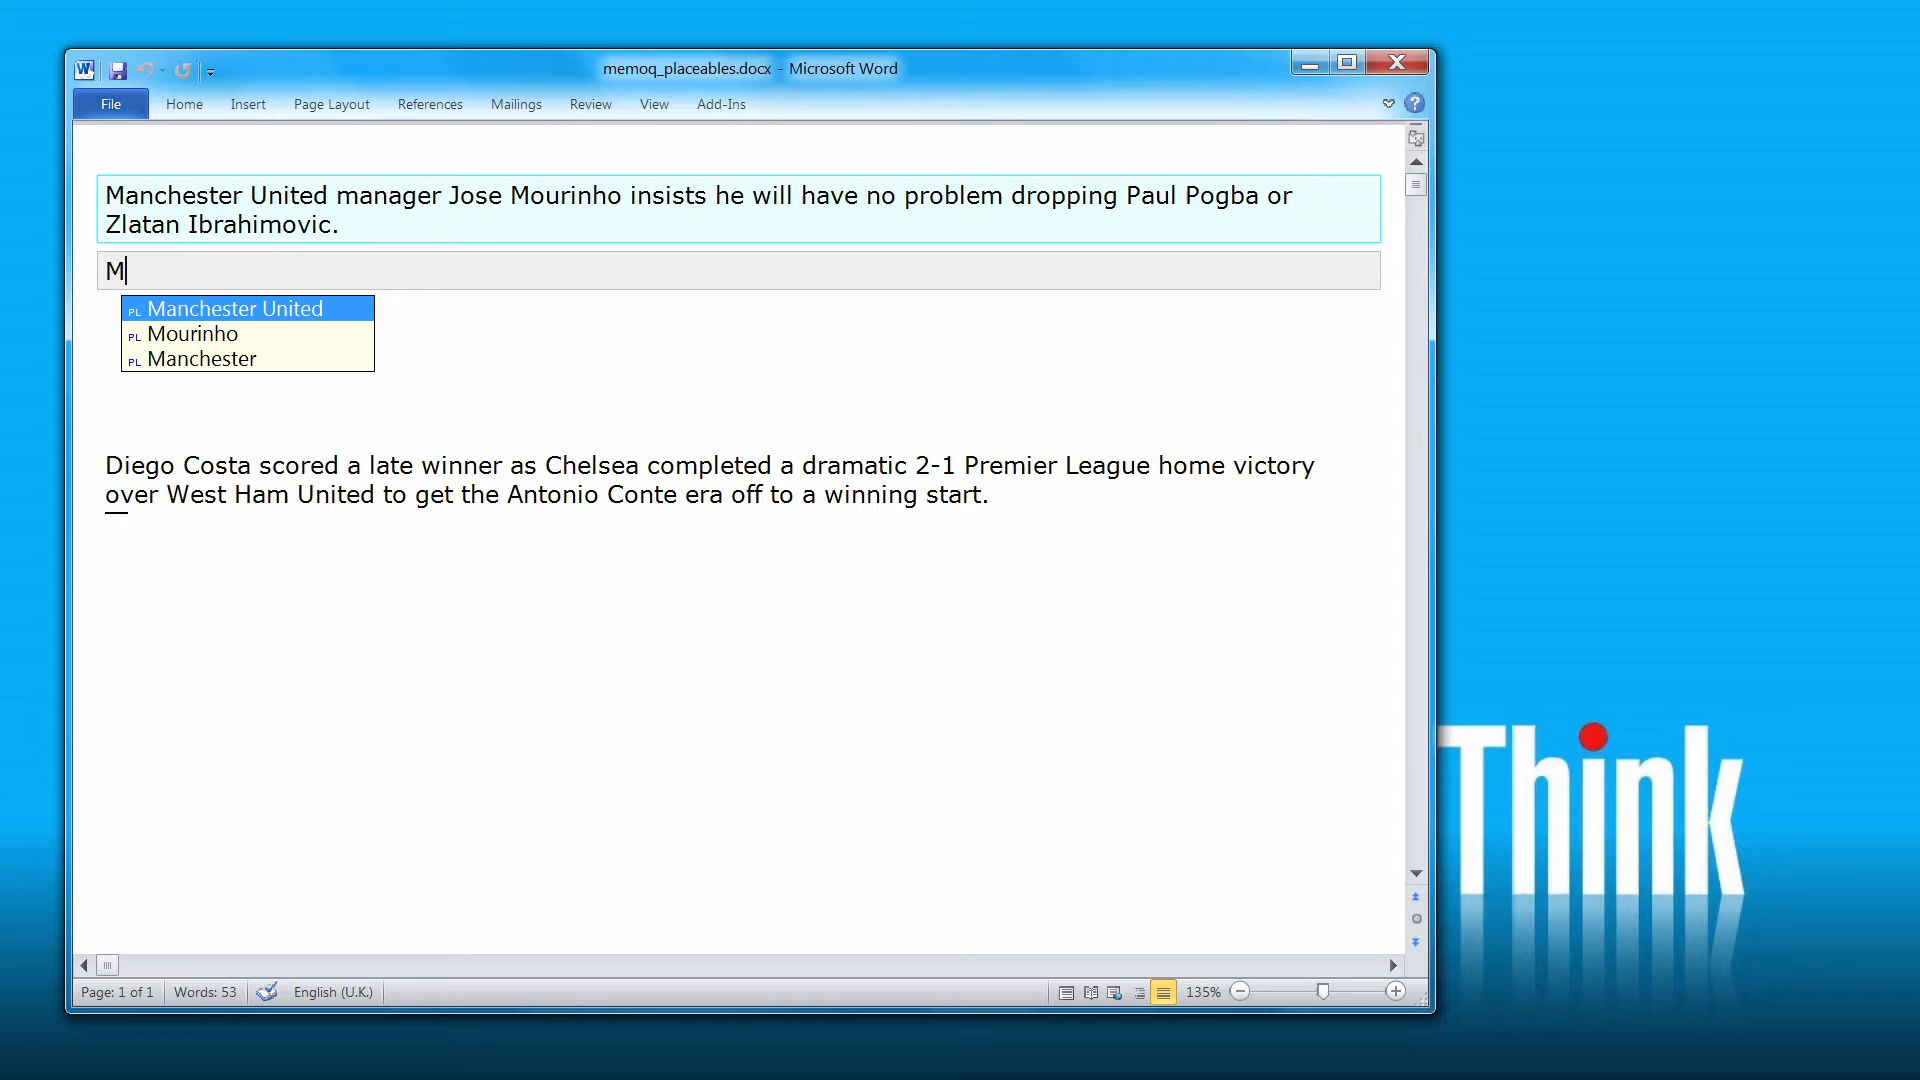 memoq_placeables.docx - Microsoft Word
File Home Insert Page Layout References Mailings Review View Add-Ins
Manchester United manager Jose Mourinho insists he will have no problem dropping Paul Pogba or
Zlatan Ibrahimovic.
M
PL Manchester United
PL Mourinho
PL Manchester
Diego Costa scored a late winner as Chelsea completed a dramatic 2-1 Premier League home victory
over West Ham United to get the Antonio Conte era off to a winning start.
Think
Page: 1 of 1 Words: 53 English (U.K.) 135%